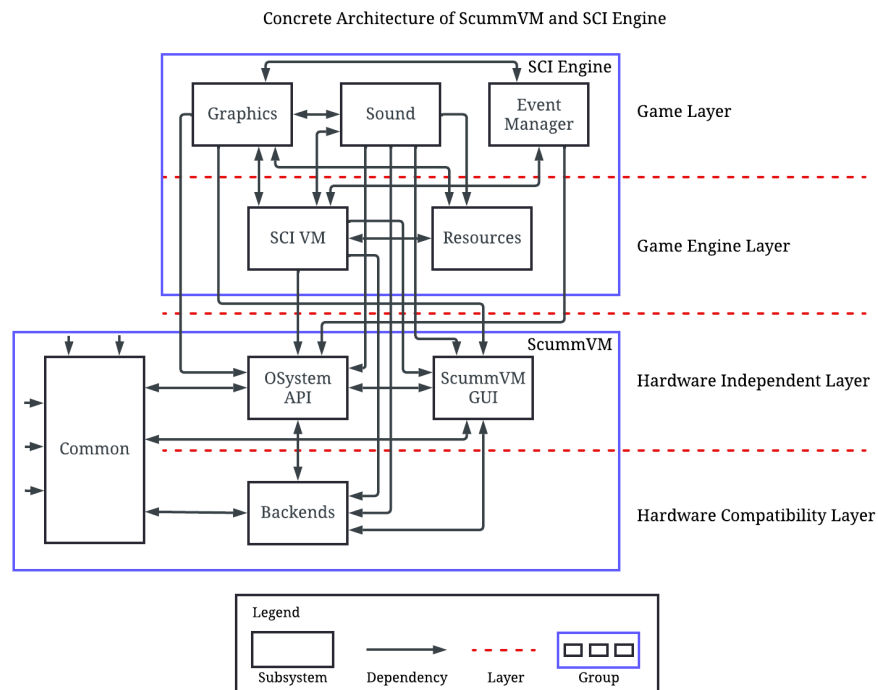 Concrete Architecture of ScummVM and SCI Engine
SCI Engine
Graphics
Sound
Event
Manager
Game Layer
SCI VM
Resources
Game Engine Layer
ScummVM
OSystem
API
ScummVM
GUI
Hardware Independent Layer
Common
Backends
Hardware Compatibility Layer
Legend
Subsystem
Dependency
Layer
Group